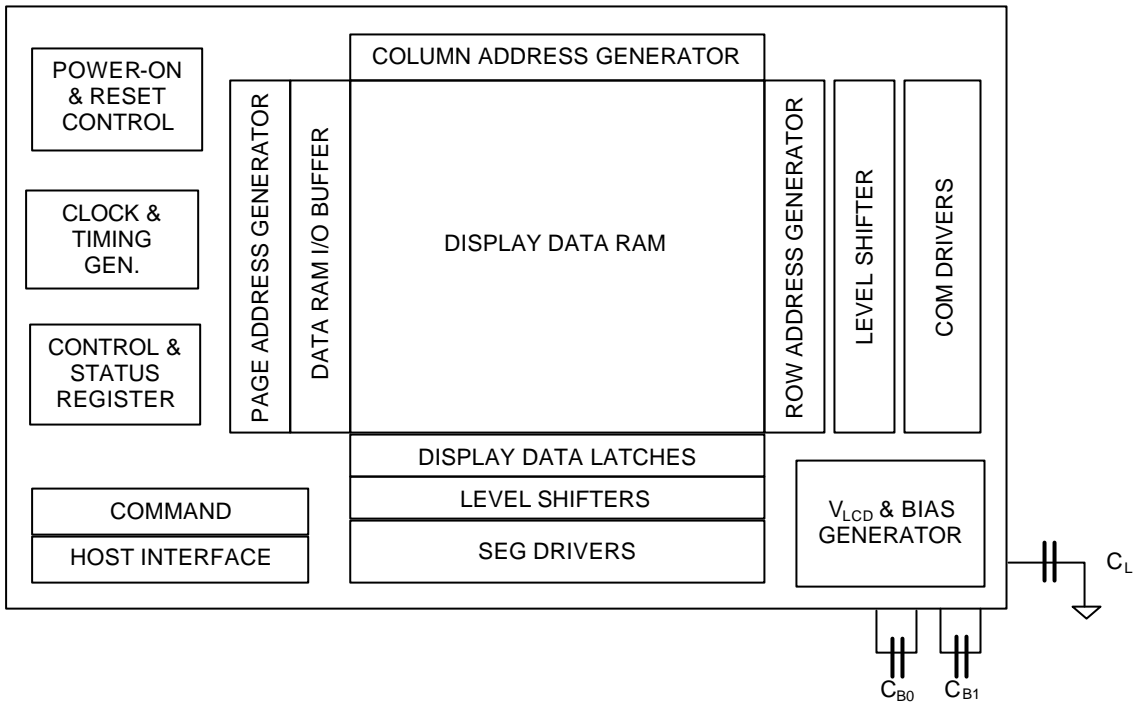 COLUMN ADDRESS GENERATOR
POWER-ON
& RESET
CONTROL
CLOCK &
TIMING
GEN.
CONTROL &
STATUS
REGISTER
PAGE ADDRESS GENERATOR
DATA RAM I/O BUFFER
DISPLAY DATA RAM
ROW ADDRESS GENERATOR
LEVEL SHIFTER
COM DRIVERS
DISPLAY DATA LATCHES
LEVEL SHIFTERS
SEG DRIVERS
COMMAND
HOST INTERFACE
VLCD & BIAS
GENERATOR
CL
CB0
CB1